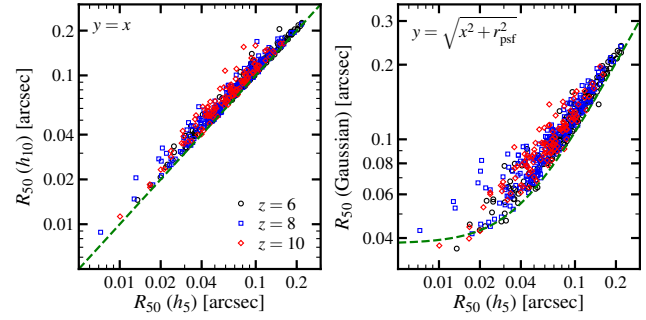 y = x
0.2
0.1
0.04
0.02
0.01
R₅₀ (h₁₀) [arcsec]
z = 6
z = 8
z = 10
0.01 0.02 0.04 0.1 0.2
R₅₀ (h₅) [arcsec]
y = √(x² + r²psf)
0.3
0.2
0.1
0.08
0.06
0.04
R₅₀ (Gaussian) [arcsec]
0.01 0.02 0.04 0.1 0.2
R₅₀ (h₅) [arcsec]